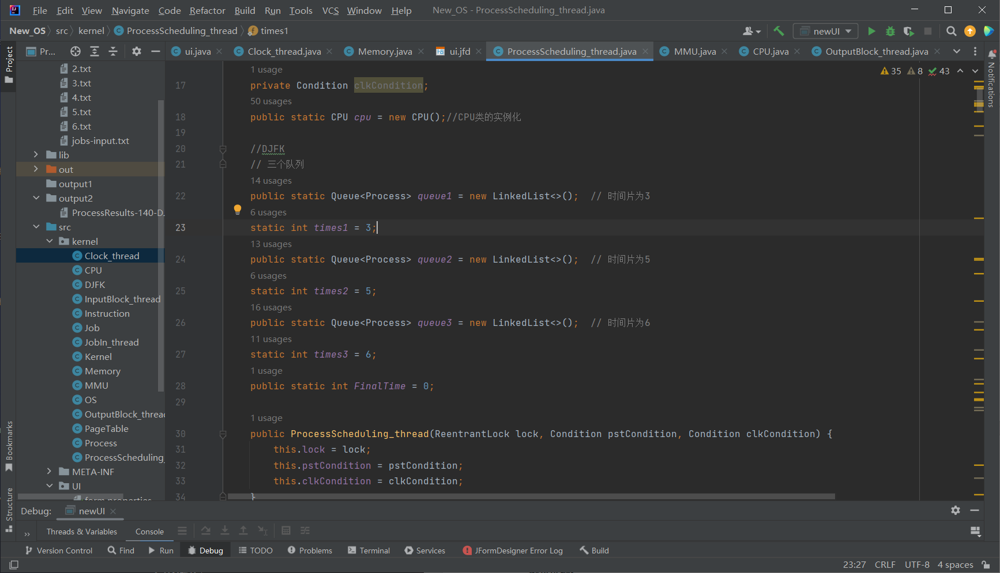 File Edit View Navigate Code Refactor Build Run Tools VCS Window Help New_OS - ProcessScheduling_thread.java
New_OS src kernel ProcessScheduling_thread times1 newUI
Project
Pr...
ui.java Clock_thread.java Memory.java ui.jfd ProcessScheduling_thread.java MMU.java CPU.java OutputBlock_thread.java
Notifications
35 8 43
2.txt
3.txt
4.txt
5.txt
6.txt
jobs-input.txt
lib
out
output1
output2
ProcessResults-140-DJ
src
kernel
Clock_thread
CPU
DJFK
InputBlock_thread
Instruction
Job
JobIn_thread
Kernel
Memory
MMU
OS
OutputBlock_threa
PageTable
Process
ProcessScheduling_
META-INF
UI
form.properties
1 usage
17 private Condition clkCondition;
50 usages
18 public static CPU cpu = new CPU();//CPU类的实例化
19
20 //DJFK
21 // 三个队列
14 usages
22 public static Queue<Process> queue1 = new LinkedList<>(); // 时间片为3
6 usages
23 static int times1 = 3;
13 usages
24 public static Queue<Process> queue2 = new LinkedList<>(); // 时间片为5
6 usages
25 static int times2 = 5;
16 usages
26 public static Queue<Process> queue3 = new LinkedList<>(); // 时间片为6
11 usages
27 static int times3 = 6;
1 usage
28 public static int FinalTime = 0;
29
1 usage
30 public ProcessScheduling_thread(ReentrantLock lock, Condition pstCondition, Condition clkCondition) {
31 this.lock = lock;
32 this.pstCondition = pstCondition;
33 this.clkCondition = clkCondition;
34 }
Bookmarks
Structure
Debug: newUI
Threads & Variables Console
Version Control Find Run Debug TODO Problems Terminal Services JFormDesigner Error Log Build
23:27 CRLF UTF-8 4 spaces